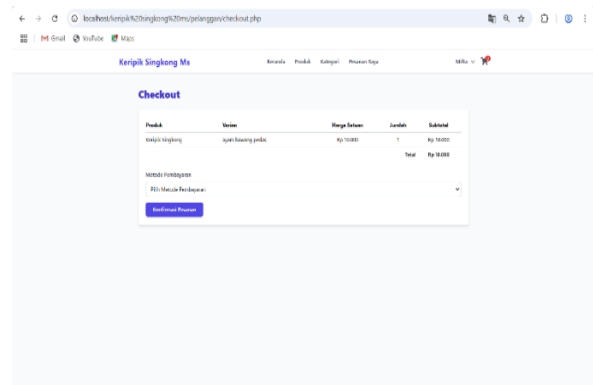 localhost/keripik%20singkong%20ms/pelanggan/checkout.php
Gmail YouTube Maps
Keripik Singkong Ms Beranda Produk Kategori Pesanan Saya Milla
Checkout
Produk Varian Harga Satuan Jumlah Subtotal
Keripik Singkong ayam bawang pedas Rp 10.000 1 Rp 10.000
Total Rp 10.000
Metode Pembayaran
Pilih Metode Pembayaran
Konfirmasi Pesanan